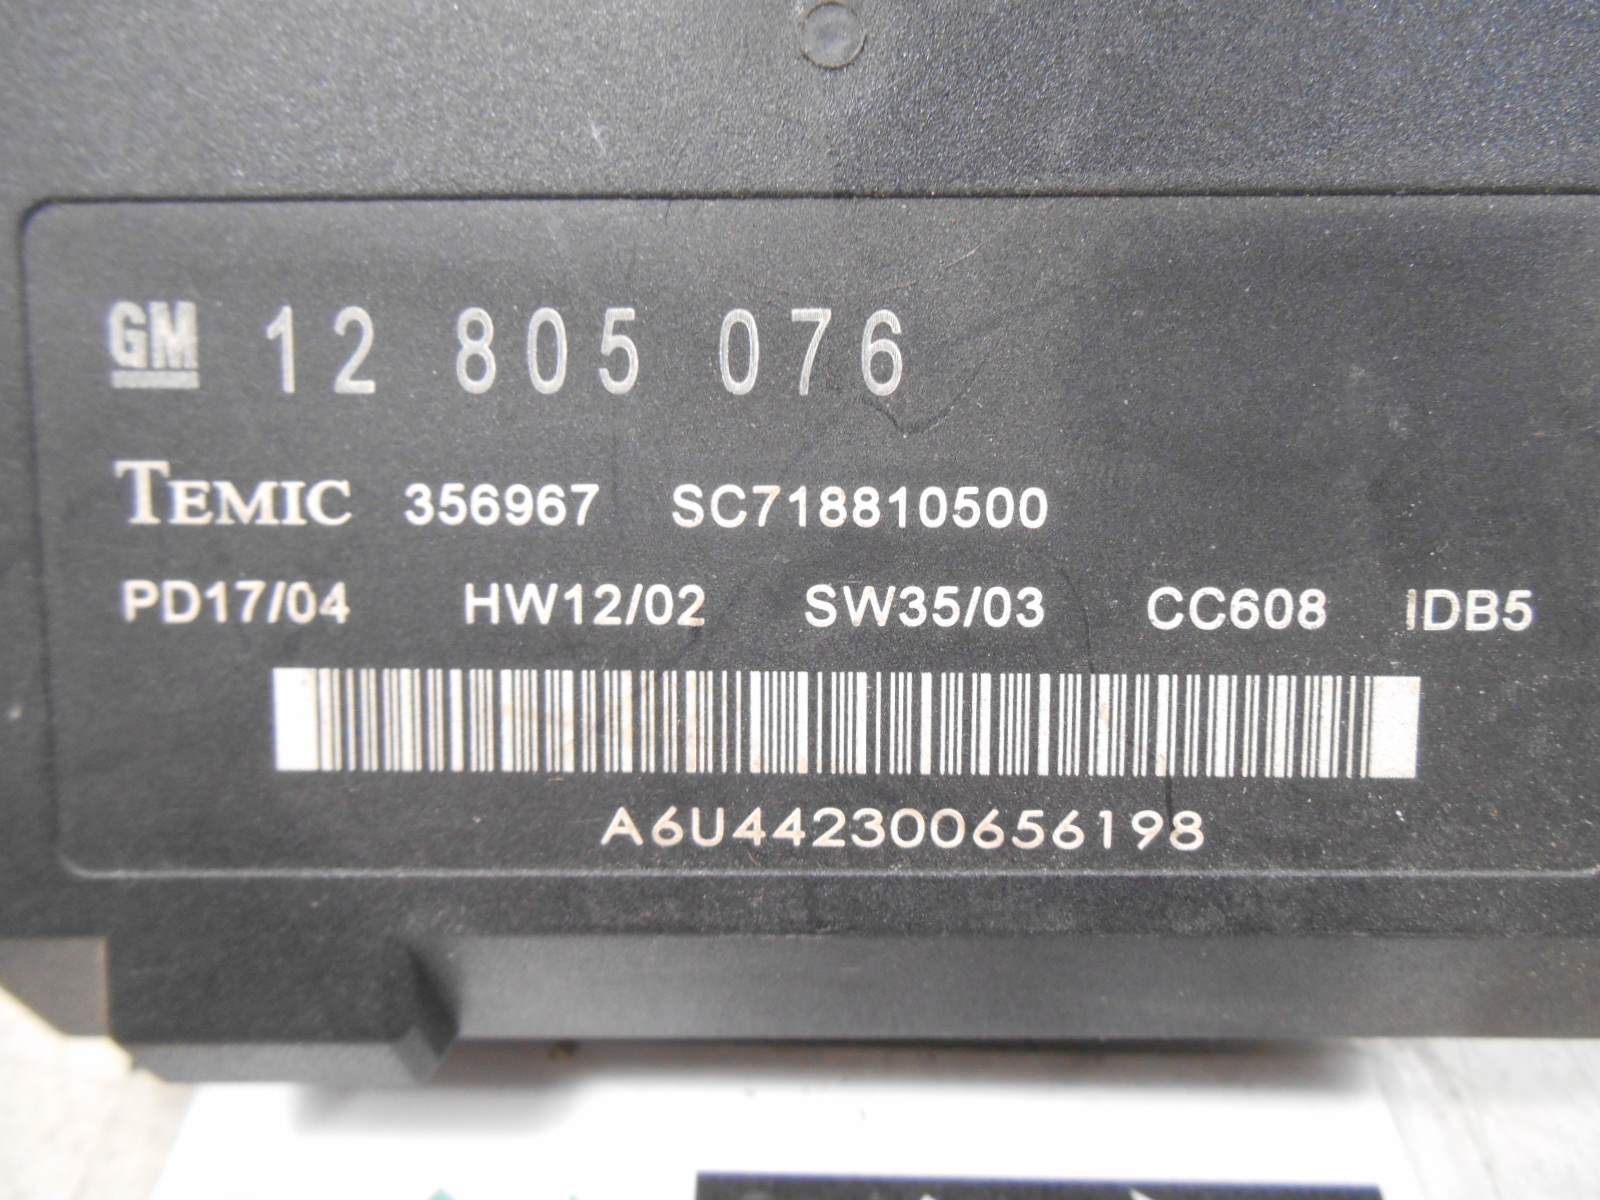 GM 12 805 076
TEMIC 356967 SC718810500
PD17/04 HW12/02 SW35/03 CC608 IDB5
A6U442300656198